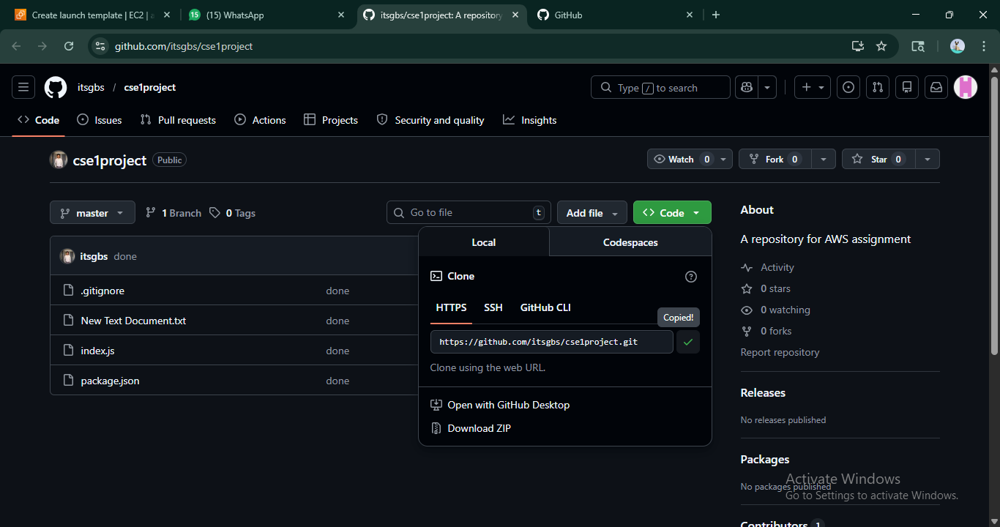 Create launch template | EC2 | a
15 (15) WhatsApp
itsgbs/cse1project: A repository
GitHub
github.com/itsgbs/cse1project
itsgbs / cse1project
Type / to search
Code
Issues
Pull requests
Actions
Projects
Security and quality
Insights
cse1project Public
Watch 0
Fork 0
Star 0
master
1 Branch
0 Tags
Go to file t
Add file
Code
itsgbs done
.gitignore done
New Text Document.txt done
index.js done
package.json done
Local
Codespaces
Clone
HTTPS SSH GitHub CLI
Copied!
https://github.com/itsgbs/cse1project.git
Clone using the web URL.
Open with GitHub Desktop
Download ZIP
About
A repository for AWS assignment
Activity
0 stars
0 watching
0 forks
Report repository
Releases
No releases published
Packages
No packages published
Contributors 1
Activate Windows
Go to Settings to activate Windows.